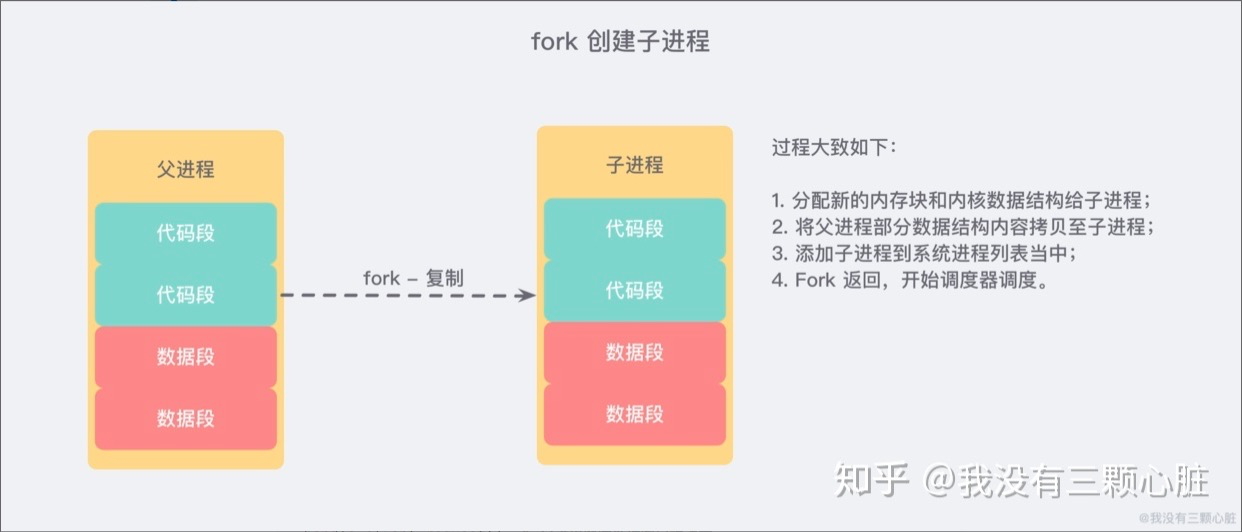 fork 创建子进程
父进程
代码段
代码段
数据段
数据段
fork – 复制
子进程
代码段
代码段
数据段
数据段
过程大致如下：
1. 分配新的内存块和内核数据结构给子进程；
2. 将父进程部分数据结构内容拷贝至子进程；
3. 添加子进程到系统进程列表当中；
4. Fork 返回，开始调度器调度。
知乎 @我没有三颗心脏
@我没有三颗心脏